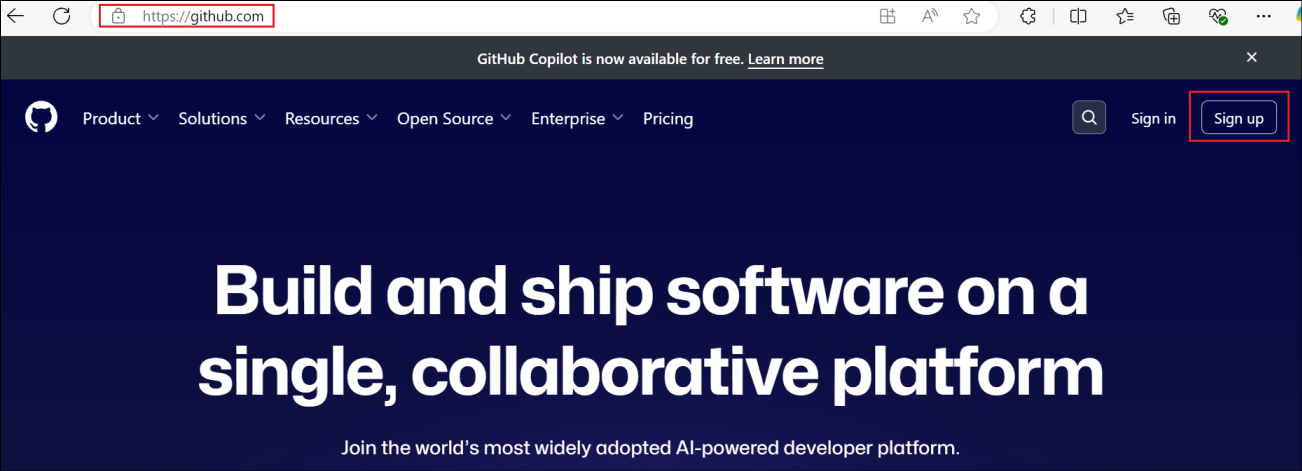 https://github.com
GitHub Copilot is now available for free. Learn more
Product Solutions Resources Open Source Enterprise Pricing Sign in Sign up
Build and ship software on a
single, collaborative platform
Join the world's most widely adopted AI-powered developer platform.